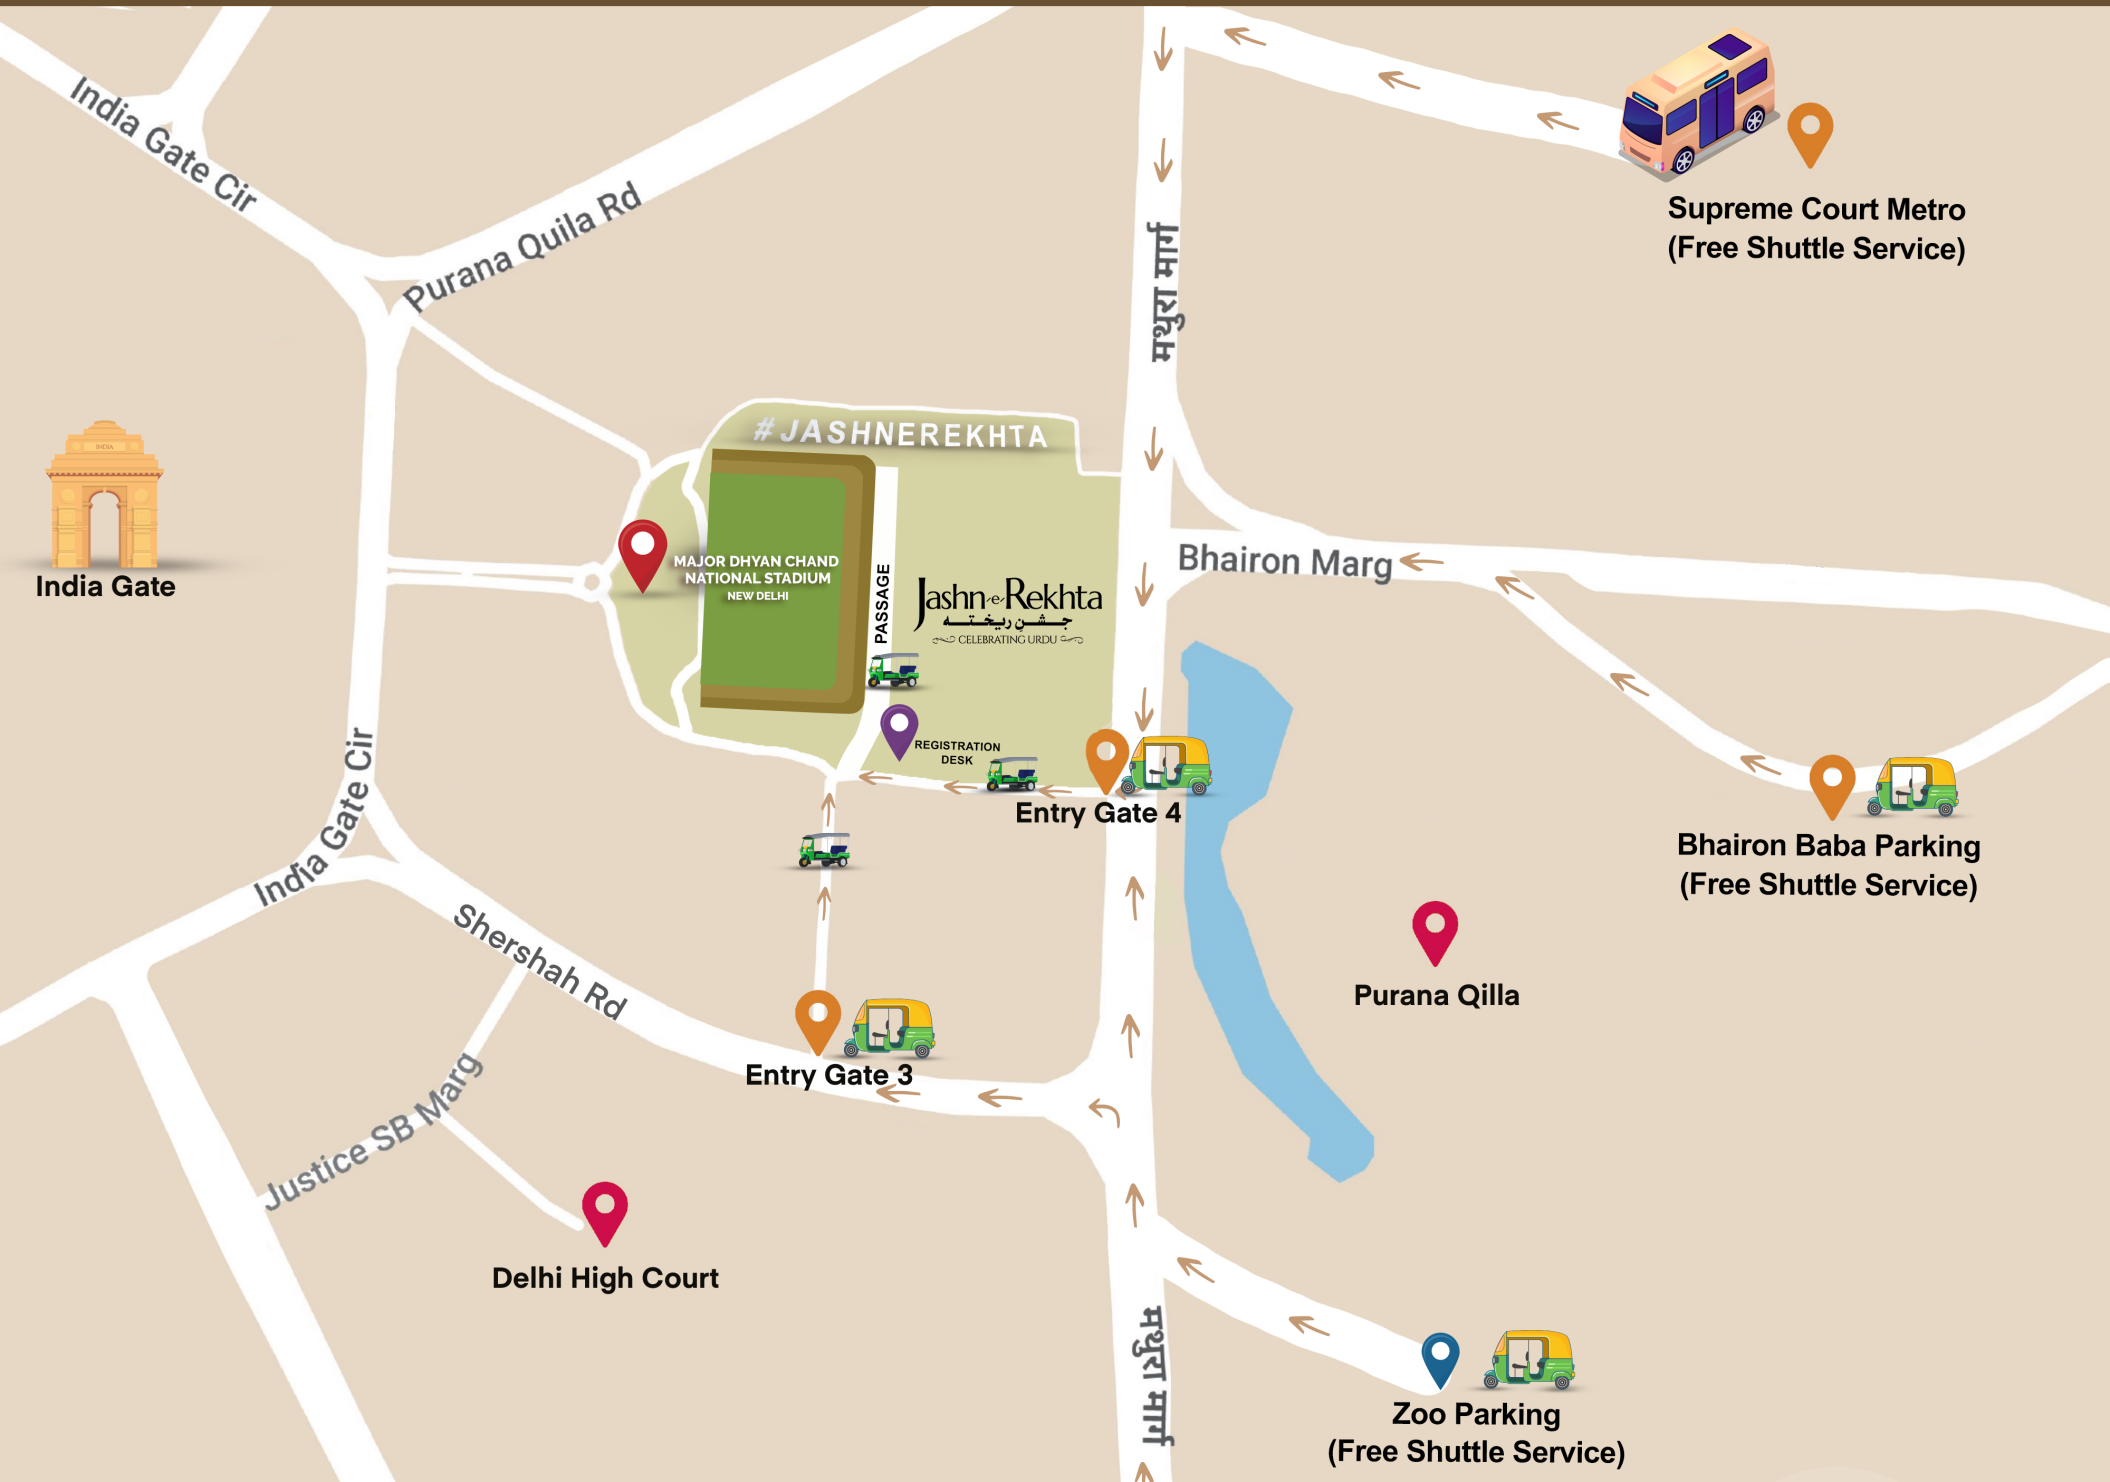 India Gate Cir
Purana Quila Rd
Supreme Court Metro
(Free Shuttle Service)
मथुरा मार्ग
#JASHNEREKHTA
INDIA
India Gate
MAJOR DHYAN CHAND
NATIONAL STADIUM
NEW DELHI
PASSAGE
Jashn-e-Rekhta
جشن ریختہ
CELEBRATING URDU
Bhairon Marg
REGISTRATION
DESK
Entry Gate 4
Bhairon Baba Parking
(Free Shuttle Service)
India Gate Cir
Shershah Rd
Purana Qilla
Entry Gate 3
Justice SB Marg
Delhi High Court
मथुरा मार्ग
Zoo Parking
(Free Shuttle Service)